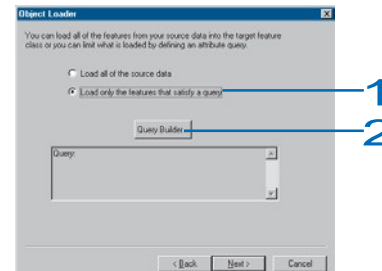 Object Loader
You can load all of the features from your source data into the target feature
class or you can limit what is loaded by defining an attribute query.
Load all of the source data
Load only the features that satisfy a query
1
Query Builder...
2
Query:
< Back
Next >
Cancel